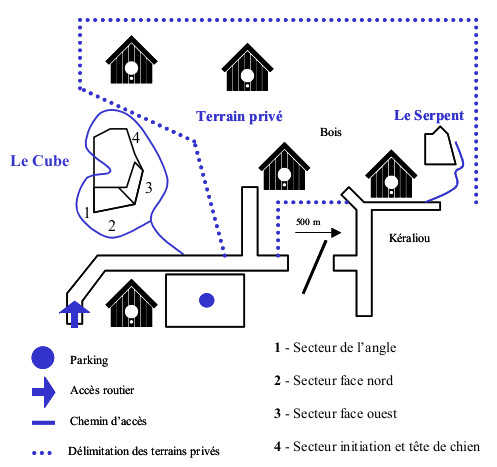 Terrain privé
Le Serpent
Bois
4
Le Cube
3
1
2
500 m
Kéraliou
1 - Secteur de l'angle
Parking
2 - Secteur face nord
Accès routier
3 - Secteur face ouest
Chemin d'accès
4 - Secteur initiation et tête de chien
Délimitation des terrains privés